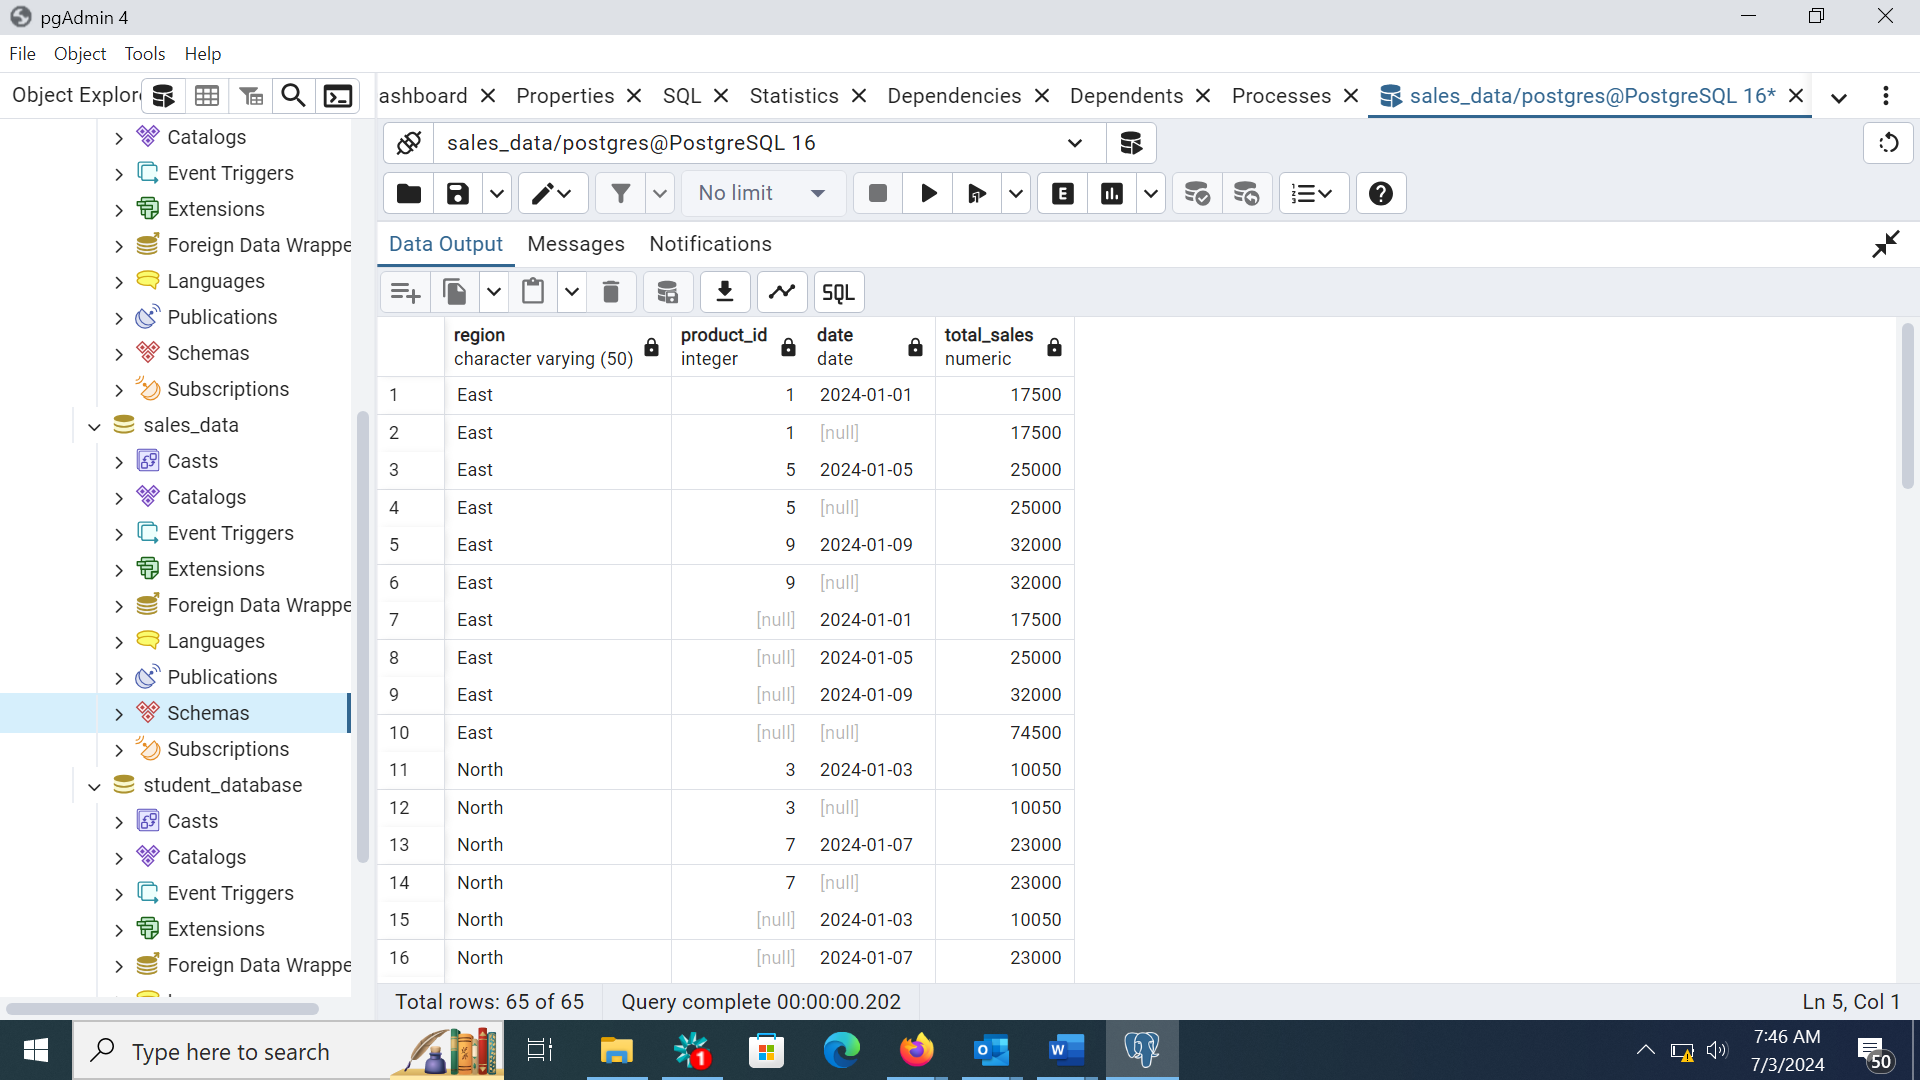 pgAdmin 4
File Object Tools Help
Object Explor
ashboard Properties SQL Statistics Dependencies Dependents Processes sales_data/postgres@PostgreSQL 16*
Catalogs
Event Triggers
Extensions
Foreign Data Wrappe
Languages
Publications
Schemas
Subscriptions
sales_data
Casts
Catalogs
Event Triggers
Extensions
Foreign Data Wrappe
Languages
Publications
Schemas
Subscriptions
student_database
Casts
Catalogs
Event Triggers
Extensions
Foreign Data Wrappe
sales_data/postgres@PostgreSQL 16
No limit E
Data Output Messages Notifications
SQL
region product_id date total_sales
character varying (50) integer date numeric
1 East 1 2024-01-01 17500
2 East 1 [null] 17500
3 East 5 2024-01-05 25000
4 East 5 [null] 25000
5 East 9 2024-01-09 32000
6 East 9 [null] 32000
7 East [null] 2024-01-01 17500
8 East [null] 2024-01-05 25000
9 East [null] 2024-01-09 32000
10 East [null] [null] 74500
11 North 3 2024-01-03 10050
12 North 3 [null] 10050
13 North 7 2024-01-07 23000
14 North 7 [null] 23000
15 North [null] 2024-01-03 10050
16 North [null] 2024-01-07 23000
Total rows: 65 of 65 Query complete 00:00:00.202 Ln 5, Col 1
Type here to search
1
7:46 AM
7/3/2024
50